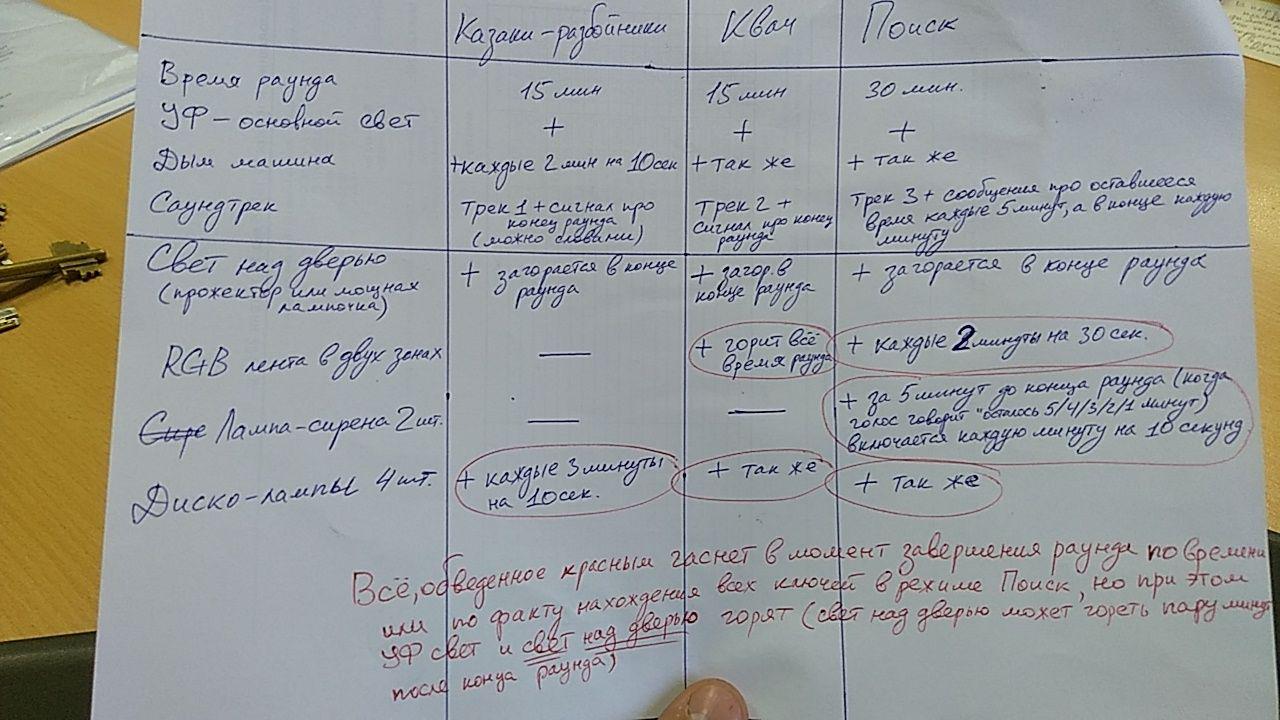 Казаки-разбойники Квач Поиск
Время раунда 15 мин 15 мин 30 мин.
УФ - основной свет + + +
Дым машина +каждые 2 мин на 10сек + так же + так же
Саундтрек трек 1 + сигнал про трек 2 + трек 3 + сообщения про оставшееся
конец раунда сигнал про конец время каждые 5 минут, а в конце каждую
(можно словами) раунда минуту
Свет над дверью + загорается в конце + загор. в + загорается в конце раунда
(прожектор или мощная раунда конце раунда
лампочка)
RGB лента в двух зонах — + горит всё + каждые 2 минуты на 30 сек.
время раунда
Сире Лампа-сирена 2 шт. — — + за 5 минут до конца раунда (когда
голос говорит "осталось 5/4/3/2/1 минут)
включается каждую минуту на 10 секунд
Диско-лампы 4 шт. + каждые 3 минуты + так же + так же
на 10сек.
Всё, обведенное красным гаснет в момент завершения раунда по времени
или по факту нахождения всех ключей в режиме Поиск, но при этом
УФ свет и свет над дверью горят (свет над дверью может гореть пару минут
после конца раунда)